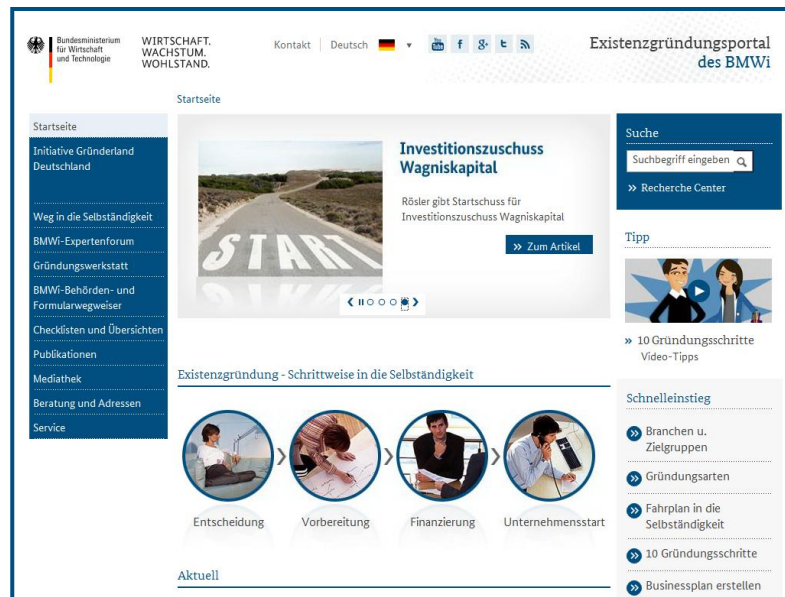 Bundesministerium
für Wirtschaft
und Technologie
WIRTSCHAFT.
WACHSTUM.
WOHLSTAND.
Kontakt
Deutsch
You
Tube
f
g+
t
Existenzgründungsportal
des BMWi
Startseite
Startseite
Initiative Gründerland
Deutschland
Weg in die Selbständigkeit
BMWi-Expertenforum
Gründungswerkstatt
BMWi-Behörden- und
Formularwegweiser
Checklisten und Übersichten
Publikationen
Mediathek
Beratung und Adressen
Service
START
Investitionszuschuss
Wagniskapital
Rösler gibt Startschuss für
Investitionszuschuss Wagniskapital
» Zum Artikel
Existenzgründung - Schrittweise in die Selbständigkeit
Entscheidung
Vorbereitung
Finanzierung
Unternehmensstart
Aktuell
Suche
Suchbegriff eingeben
» Recherche Center
Tipp
» 10 Gründungsschritte
Video-Tipps
Schnelleinstieg
» Branchen u.
Zielgruppen
» Gründungsarten
» Fahrplan in die
Selbständigkeit
» 10 Gründungsschritte
» Businessplan erstellen